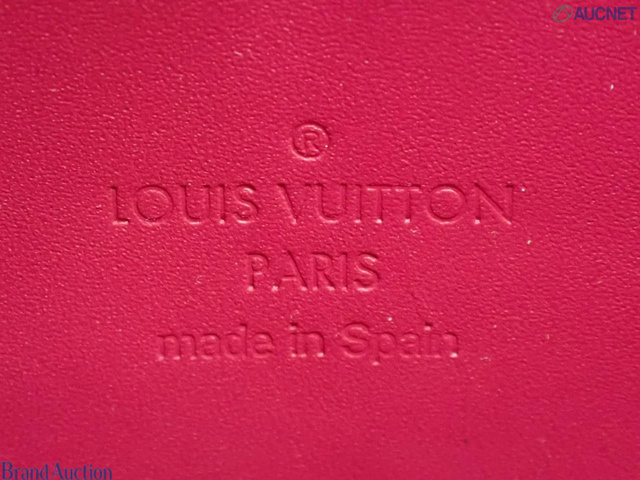 AUCNET
®
LOUIS VUITTON
PARIS
made in Spain
Brand Auction